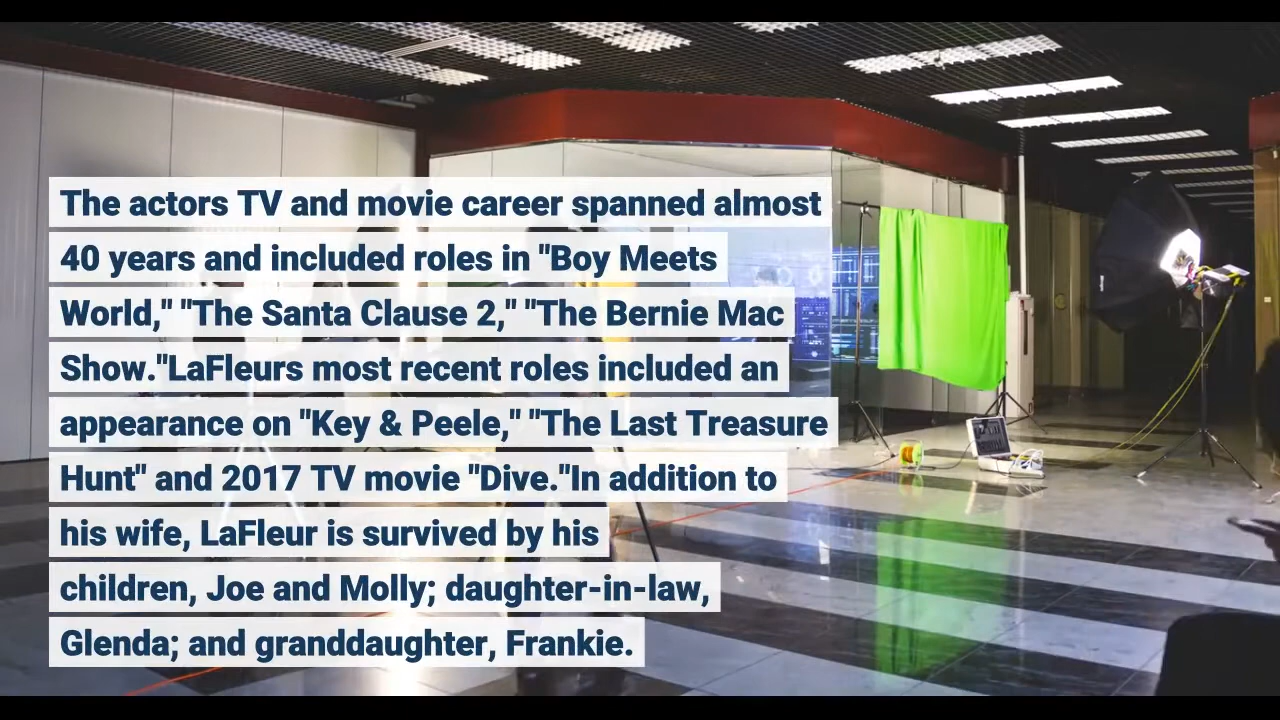 The actors TV and movie career spanned almost
40 years and included roles in "Boy Meets
World," "The Santa Clause 2," "The Bernie Mac
Show."LaFleurs most recent roles included an
appearance on "Key & Peele," "The Last Treasure
Hunt" and 2017 TV movie "Dive."In addition to
his wife, LaFleur is survived by his
children, Joe and Molly; daughter-in-law,
Glenda; and granddaughter, Frankie.